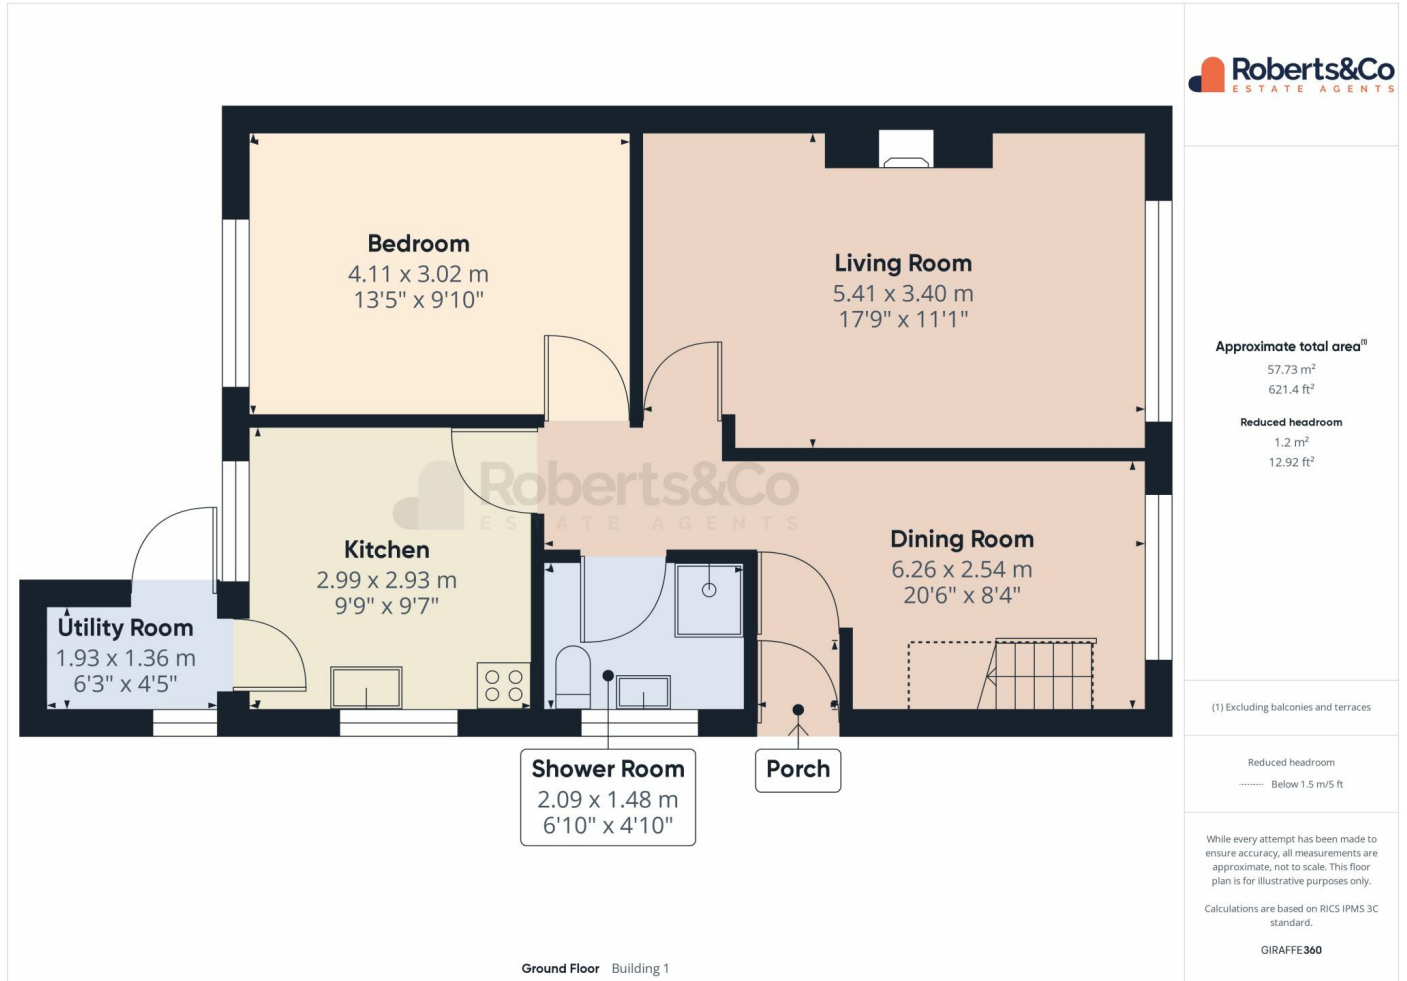 Roberts&Co
ESTATE AGENTS
Bedroom
4.11 x 3.02 m
13'5" x 9'10"
Living Room
5.41 x 3.40 m
17'9" x 11'1"
Roberts&Co
ESTATE AGENTS
Kitchen
2.99 x 2.93 m
9'9" x 9'7"
Dining Room
6.26 x 2.54 m
20'6" x 8'4"
Utility Room
1.93 x 1.36 m
6'3" x 4'5"
Shower Room
2.09 x 1.48 m
6'10" x 4'10"
Porch
Ground Floor Building 1
Approximate total area(1)
57.73 m²
621.4 ft²
Reduced headroom
1.2 m²
12.92 ft²
(1) Excluding balconies and terraces
Reduced headroom
Below 1.5 m/5 ft
While every attempt has been made to
ensure accuracy, all measurements are
approximate, not to scale. This floor
plan is for illustrative purposes only.
Calculations are based on RICS IPMS 3C
standard.
GIRAFFE360